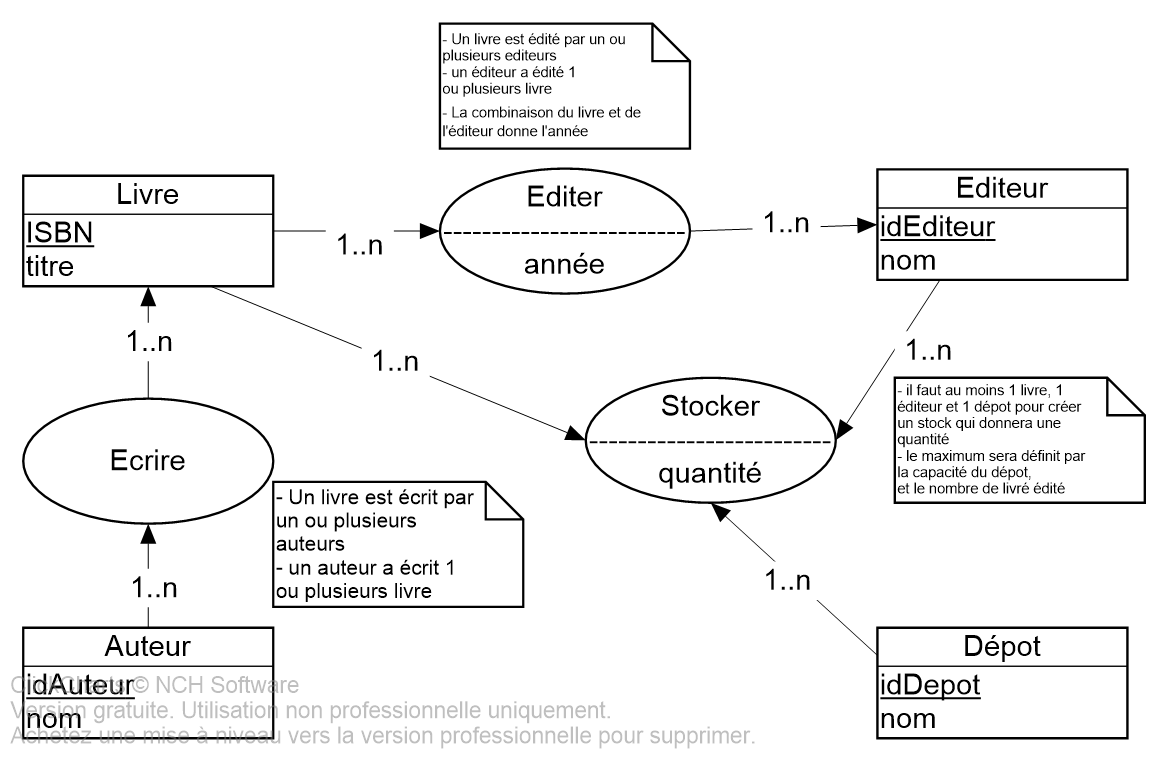 - Un livre est édité par un ou
plusieurs editeurs
- un éditeur a édité 1
ou plusieurs livre
- La combinaison du livre et de
l'éditeur donne l'année
Livre
ISBN
titre
1..n
Editer
année
1..n
Editeur
idEditeur
nom
1..n
1..n
1..n
Ecrire
Stocker
quantité
- il faut au moins 1 livre, 1
éditeur et 1 dépot pour créer
un stock qui donnera une
quantité
- le maximum sera définit par
la capacité du dépot,
et le nombre de livré édité
- Un livre est écrit par
un ou plusieurs
auteurs
- un auteur a écrit 1
ou plusieurs livre
1..n
1..n
Auteur
idAuteur
nom
Dépot
idDepot
nom
ClickCharts © NCH Software
Version gratuite. Utilisation non professionnelle uniquement.
Achetez une mise à niveau vers la version professionnelle pour supprimer.